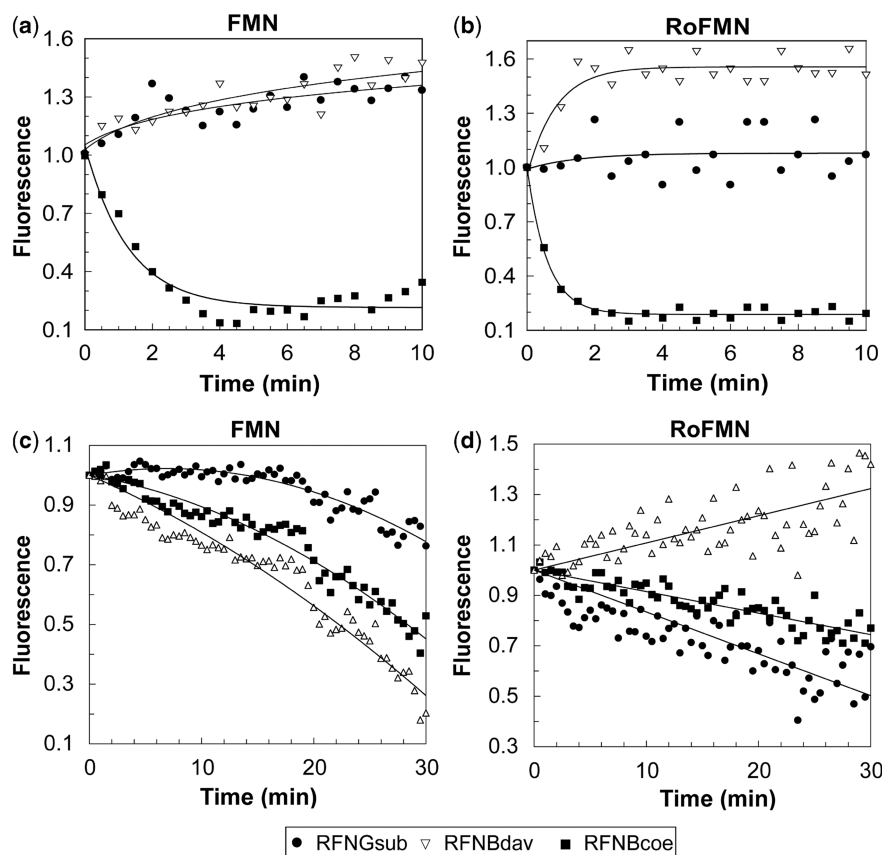 (a) FMN
Fluorescence
1.6
1.3
1.0
0.7
0.4
0.1
0 2 4 6 8 10
Time (min)
(b) RoFMN
Fluorescence
1.6
1.3
1.0
0.7
0.4
0.1
0 2 4 6 8 10
Time (min)
(c) FMN
Fluorescence
1.1
0.9
0.7
0.5
0.3
0.1
0 10 20 30
Time (min)
(d) RoFMN
Fluorescence
1.5
1.3
1.1
0.9
0.7
0.5
0.3
0 10 20 30
Time (min)
RFNGsub RFNBdav RFNBcoe